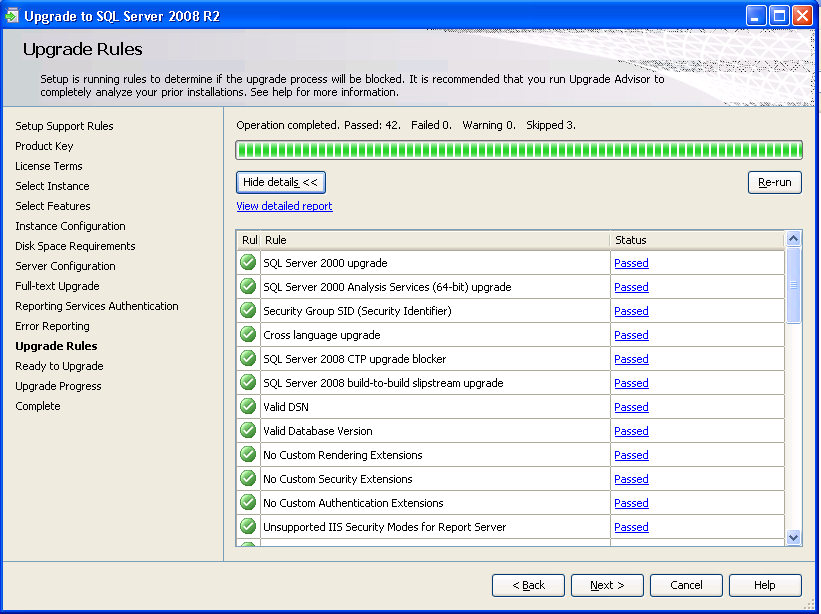 Upgrade to SQL Server 2008 R2
Upgrade Rules
Setup is running rules to determine if the upgrade process will be blocked. It is recommended that you run Upgrade Advisor to
completely analyze your prior installations. See help for more information.
Setup Support Rules
Product Key
License Terms
Select Instance
Select Features
Instance Configuration
Disk Space Requirements
Server Configuration
Full-text Upgrade
Reporting Services Authentication
Error Reporting
Upgrade Rules
Ready to Upgrade
Upgrade Progress
Complete
Operation completed. Passed: 42. Failed 0. Warning 0. Skipped 3.
Hide details <<
Re-run
View detailed report
Rul Rule Status
SQL Server 2000 upgrade Passed
SQL Server 2000 Analysis Services (64-bit) upgrade Passed
Security Group SID (Security Identifier) Passed
Cross language upgrade Passed
SQL Server 2008 CTP upgrade blocker Passed
SQL Server 2008 build-to-build slipstream upgrade Passed
Valid DSN Passed
Valid Database Version Passed
No Custom Rendering Extensions Passed
No Custom Security Extensions Passed
No Custom Authentication Extensions Passed
Unsupported IIS Security Modes for Report Server Passed
< Back Next > Cancel Help